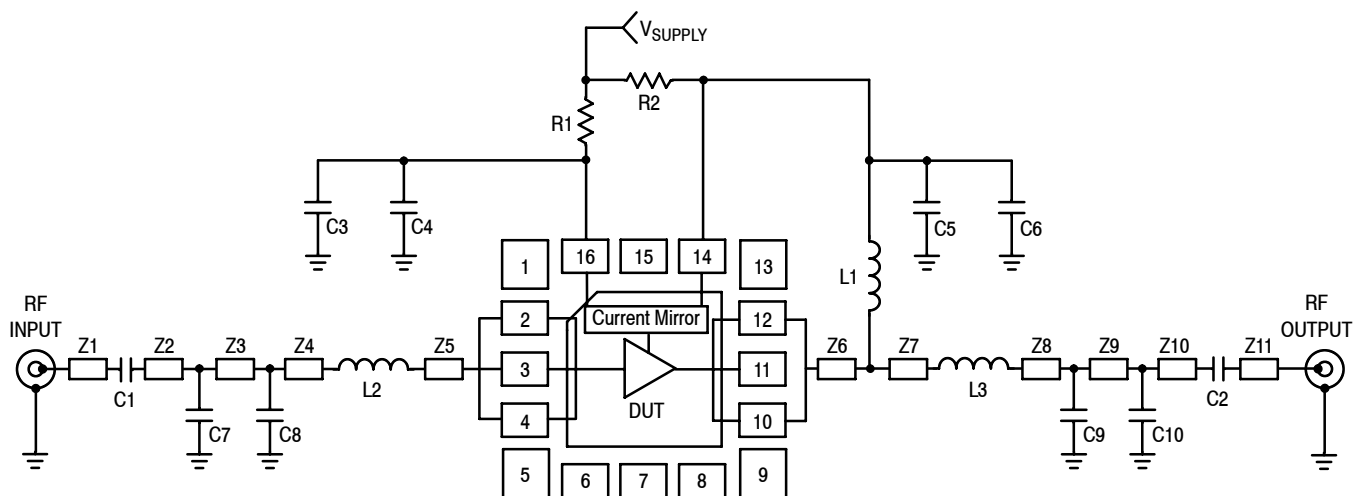 VSUPPLY
R2
R1
C3
C4
C5
C6
L1
1
16
15
14
13
RF
INPUT
RF
OUTPUT
2
Current Mirror
12
Z1
Z2
Z3
Z4
Z5
3
11
Z6
Z7
Z8
Z9
Z10
Z11
C1
L2
L3
C2
DUT
4
10
C7
C8
C9
C10
5
6
7
8
9